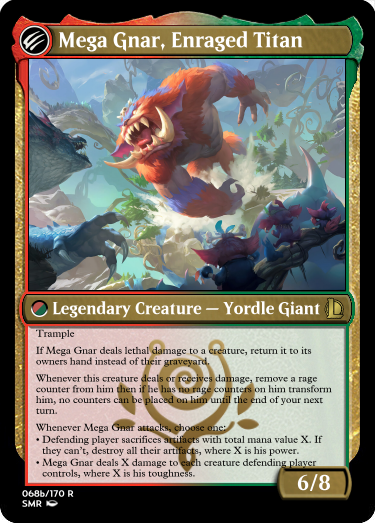 Mega Gnar, Enraged Titan
Legendary Creature — Yordle Giant
Trample
If Mega Gnar deals lethal damage to a creature, return it to its
owners hand instead of their graveyard.
Whenever this creature deals or receives damage, remove a rage
counter from him then if he has no rage counters on him transform
him, no counters can be placed on him until the end of your next
turn.
Whenever Mega Gnar attacks, choose one:
• Defending player sacrifices artifacts with total mana value X. If
they can't, destroy all their artifacts, where X is his power.
• Mega Gnar deals X damage to each creature defending player
controls, where X is his toughness.
6/8
068b/170 R
SMR